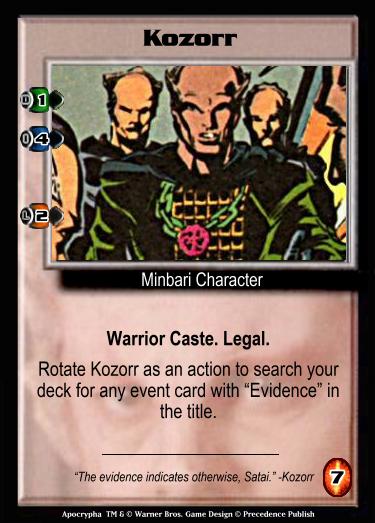 Kozorr
D 1
I 4
L 2
Minbari Character
Warrior Caste. Legal.
Rotate Kozorr as an action to search your
deck for any event card with “Evidence” in
the title.
“The evidence indicates otherwise, Satai.” -Kozorr
7
Apocrypha TM & © Warner Bros. Game Design © Precedence Publish